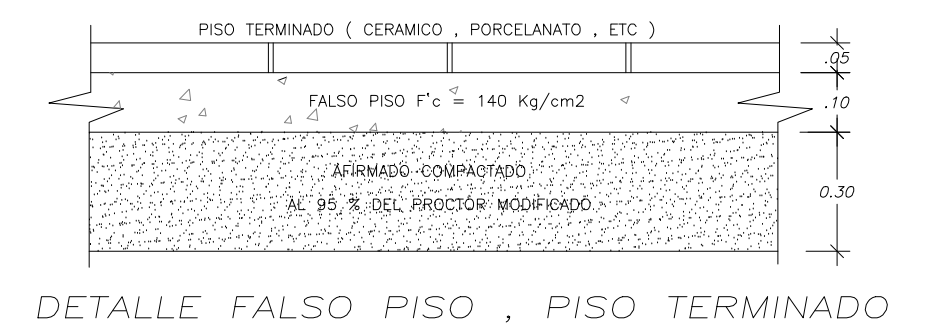 PISO TERMINADO ( CERAMICO , PORCELANATO , ETC )
.05
FALSO PISO F'c = 140 Kg/cm2
.10
AFIRMADO COMPACTADO
0.30
AL 95 % DEL PROCTOR MODIFICADO
DETALLE FALSO PISO , PISO TERMINADO